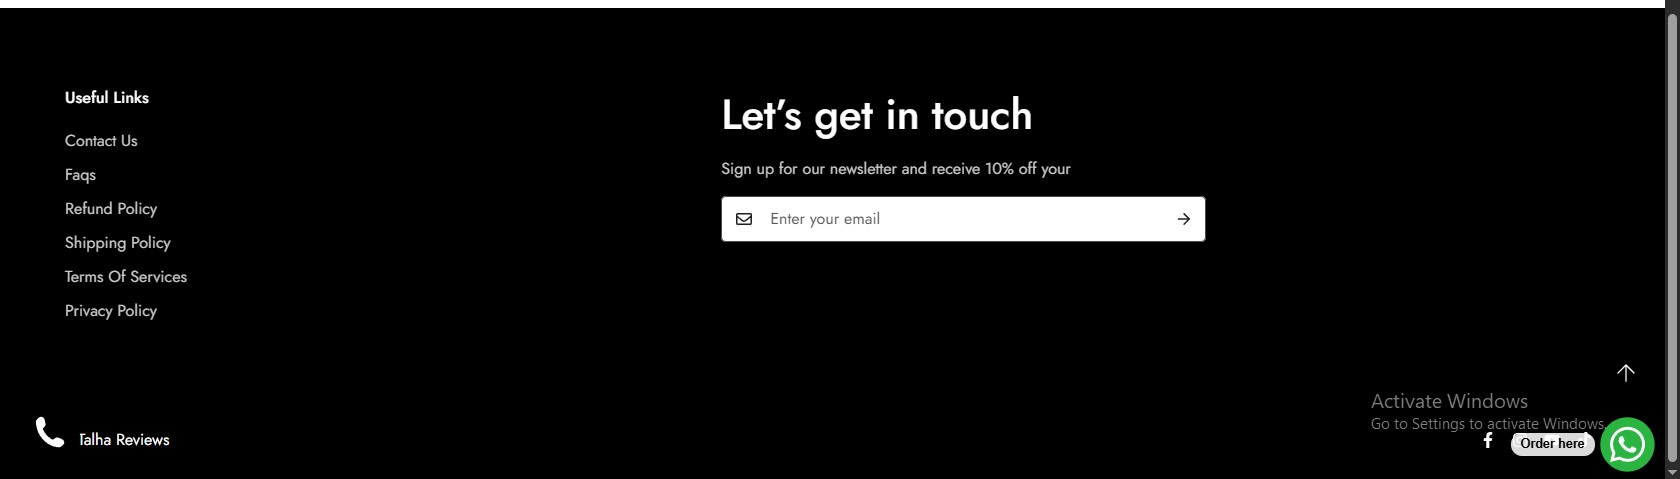 Useful Links
Contact Us
Faqs
Refund Policy
Shipping Policy
Terms Of Services
Privacy Policy
Let's get in touch
Sign up for our newsletter and receive 10% off your
Enter your email
Activate Windows
Go to Settings to activate Windows.
Talha Reviews
Order here